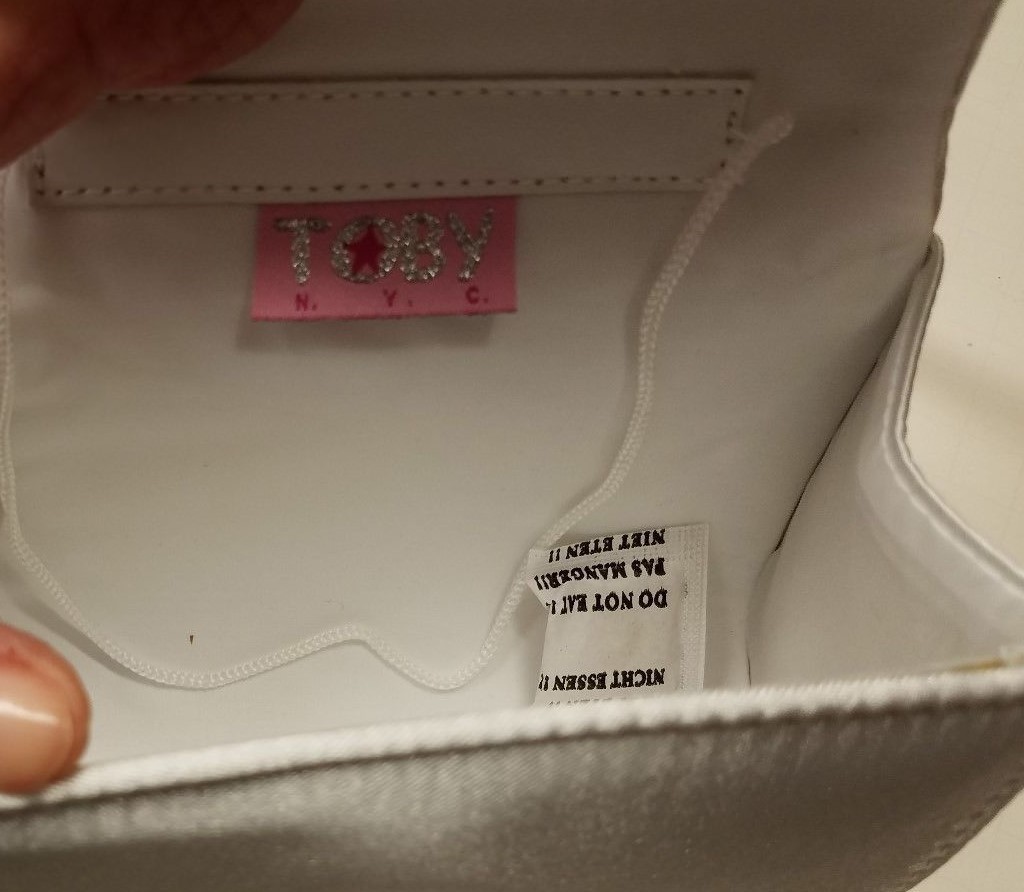 TOBY
N. Y. C.
NICHT ESSEN !!
DO NOT EAT !!
PAS MANGER!!
NIET ETEN !!